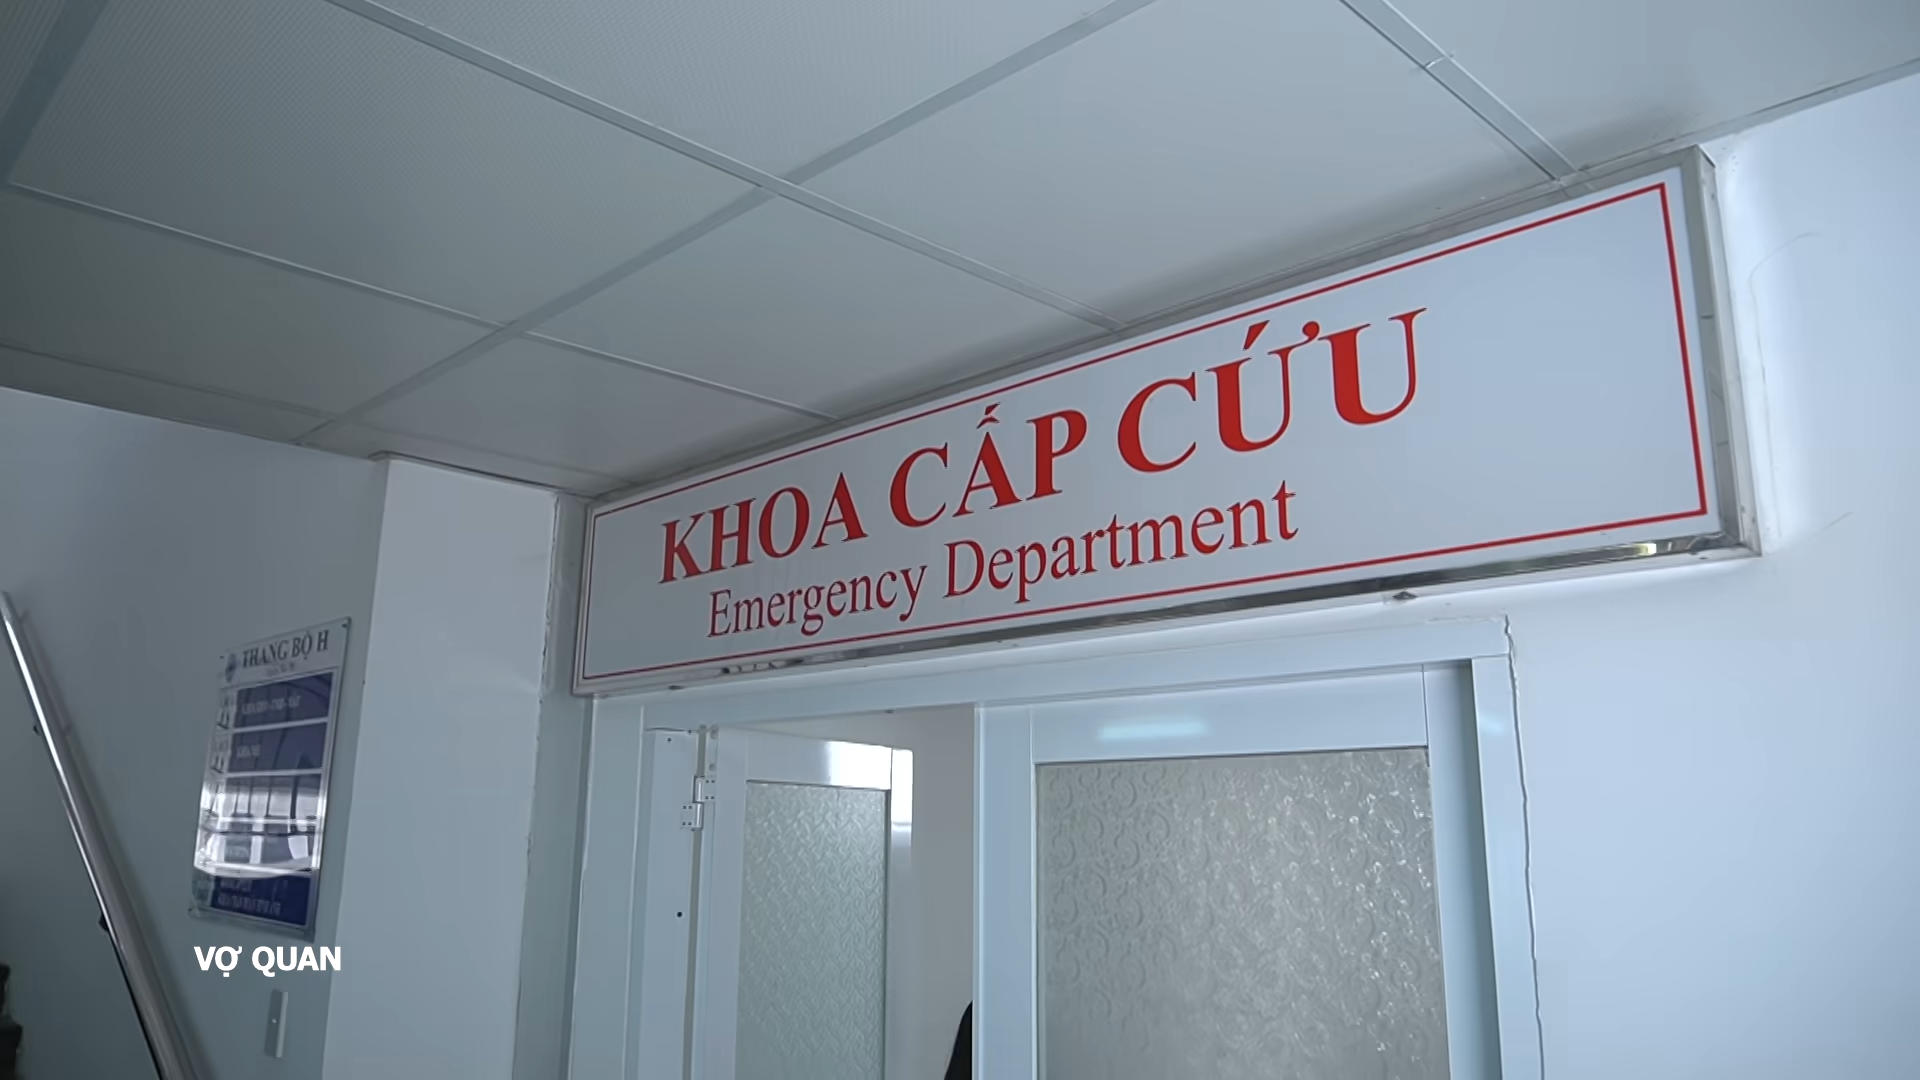 KHOA CẤP CỨU
Emergency Department
THANG BỘ H
VỢ QUAN